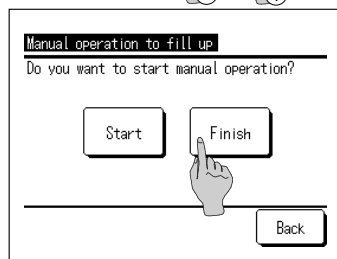 Manual operation to fill up
Do you want to start manual operation?
Start Finish
Back